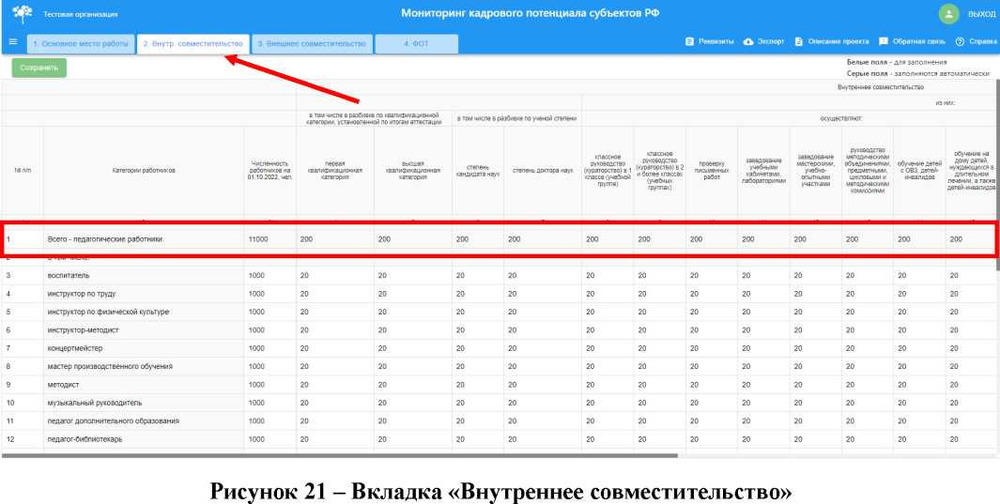 Тестовая организация
Мониторинг кадрового потенциала субъектов РФ
ВЫХОД
1. Основное место работы
2. Внутр. совместительство
3. Внешнее совместительство
4. ФОТ
Реквизиты
Экспорт
Описание проекта
Обратная связь
Справка
Сохранить
Белые поля - для заполнения
Серые поля - заполняются автоматически
Внутреннее совместительство
из них:
в том числе в разбивке по квалификационной
категории, установленной по итогам аттестации
в том числе в разбивке по ученой степени
осуществляют:
№ п/п
Категории работников
Численность
работников на
01.10.2022, чел.
первая
квалификационная
категория
высшая
квалификационная
категория
степень
кандидата наук
степень доктора наук
классное
руководство
(кураторство) в 1
классе (учебной
группе)
классное
руководство
(кураторство) в 2
и более классах
(учебных
группах)
проверку
письменных
работ
заведование
учебными
кабинетами,
лабораториями
заведование
мастерскими,
учебно-
опытными
участками
руководство
методическими
объединениями,
предметными,
цикловыми и
методическими
комиссиями
обучение детей
с ОВЗ, детей-
инвалидов
обучение на
дому детей,
нуждающихся в
длительном
лечении, а также
детей-инвалидов
1 Всего - педагогические работники 11000 200 200 200 200 200 200 200 200 200 200 200 200
3 воспитатель 1000 20 20 20 20 20 20 20 20 20 20 20 20
4 инструктор по труду 1000 20 20 20 20 20 20 20 20 20 20 20 20
5 инструктор по физической культуре 1000 20 20 20 20 20 20 20 20 20 20 20 20
6 инструктор-методист 1000 20 20 20 20 20 20 20 20 20 20 20 20
7 концертмейстер 1000 20 20 20 20 20 20 20 20 20 20 20 20
8 мастер производственного обучения 1000 20 20 20 20 20 20 20 20 20 20 20 20
9 методист 1000 20 20 20 20 20 20 20 20 20 20 20 20
10 музыкальный руководитель 1000 20 20 20 20 20 20 20 20 20 20 20 20
11 педагог дополнительного образования 1000 20 20 20 20 20 20 20 20 20 20 20 20
12 педагог-библиотекарь 1000 20 20 20 20 20 20 20 20 20 20 20 20
Рисунок 21 – Вкладка «Внутреннее совместительство»